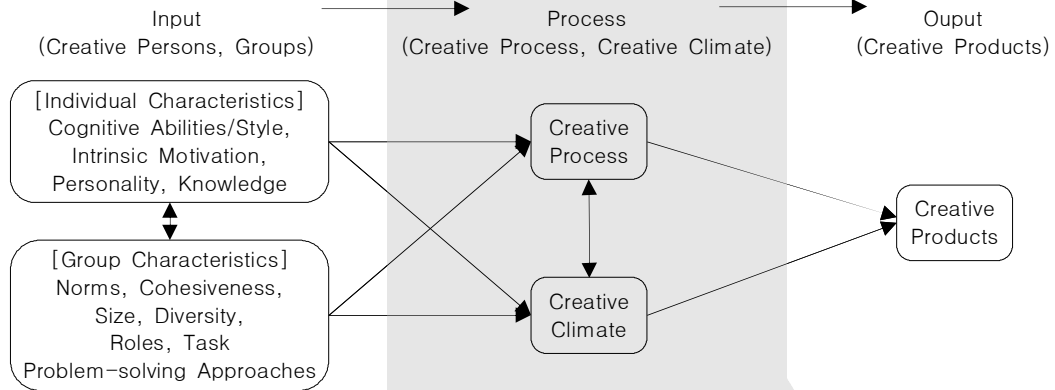 Input
(Creative Persons, Groups)
Process
(Creative Process, Creative Climate)
Ouput
(Creative Products)
[Individual Characteristics]
Cognitive Abilities/Style,
Intrinsic Motivation,
Personality, Knowledge
[Group Characteristics]
Norms, Cohesiveness,
Size, Diversity,
Roles, Task
Problem-solving Approaches
Creative
Process
Creative
Climate
Creative
Products